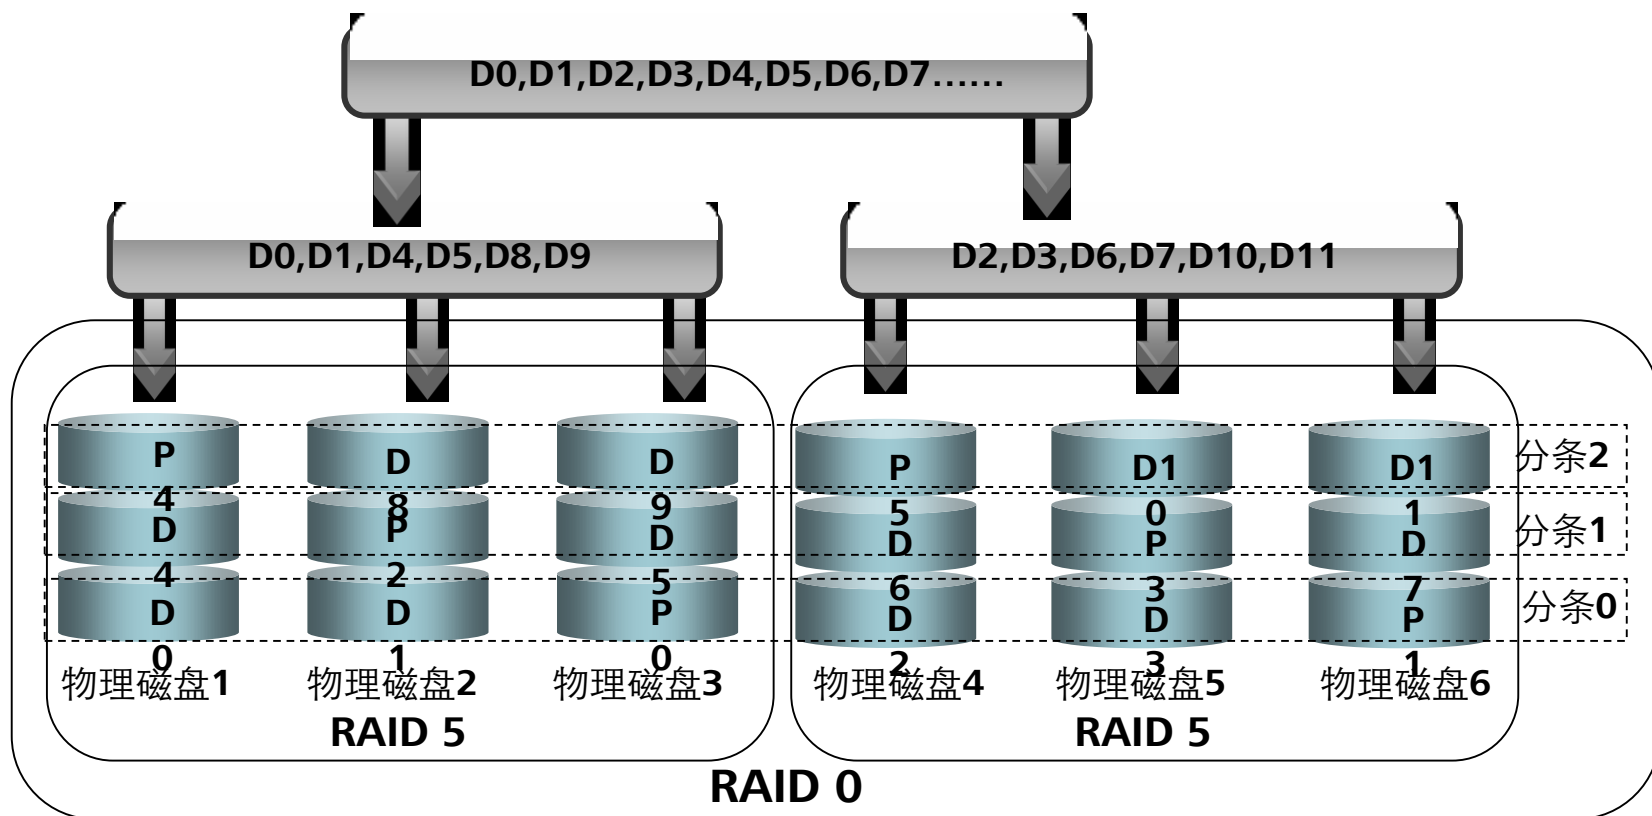 D0,D1,D2,D3,D4,D5,D6,D7……
D0,D1,D4,D5,D8,D9
D2,D3,D6,D7,D10,D11
P4
D8
D9
P5
D10
D11
分条2
D4
P2
D5
D6
P3
D7
分条1
D0
D1
P0
D2
D3
P1
分条0
物理磁盘1
物理磁盘2
物理磁盘3
物理磁盘4
物理磁盘5
物理磁盘6
RAID 5
RAID 5
RAID 0